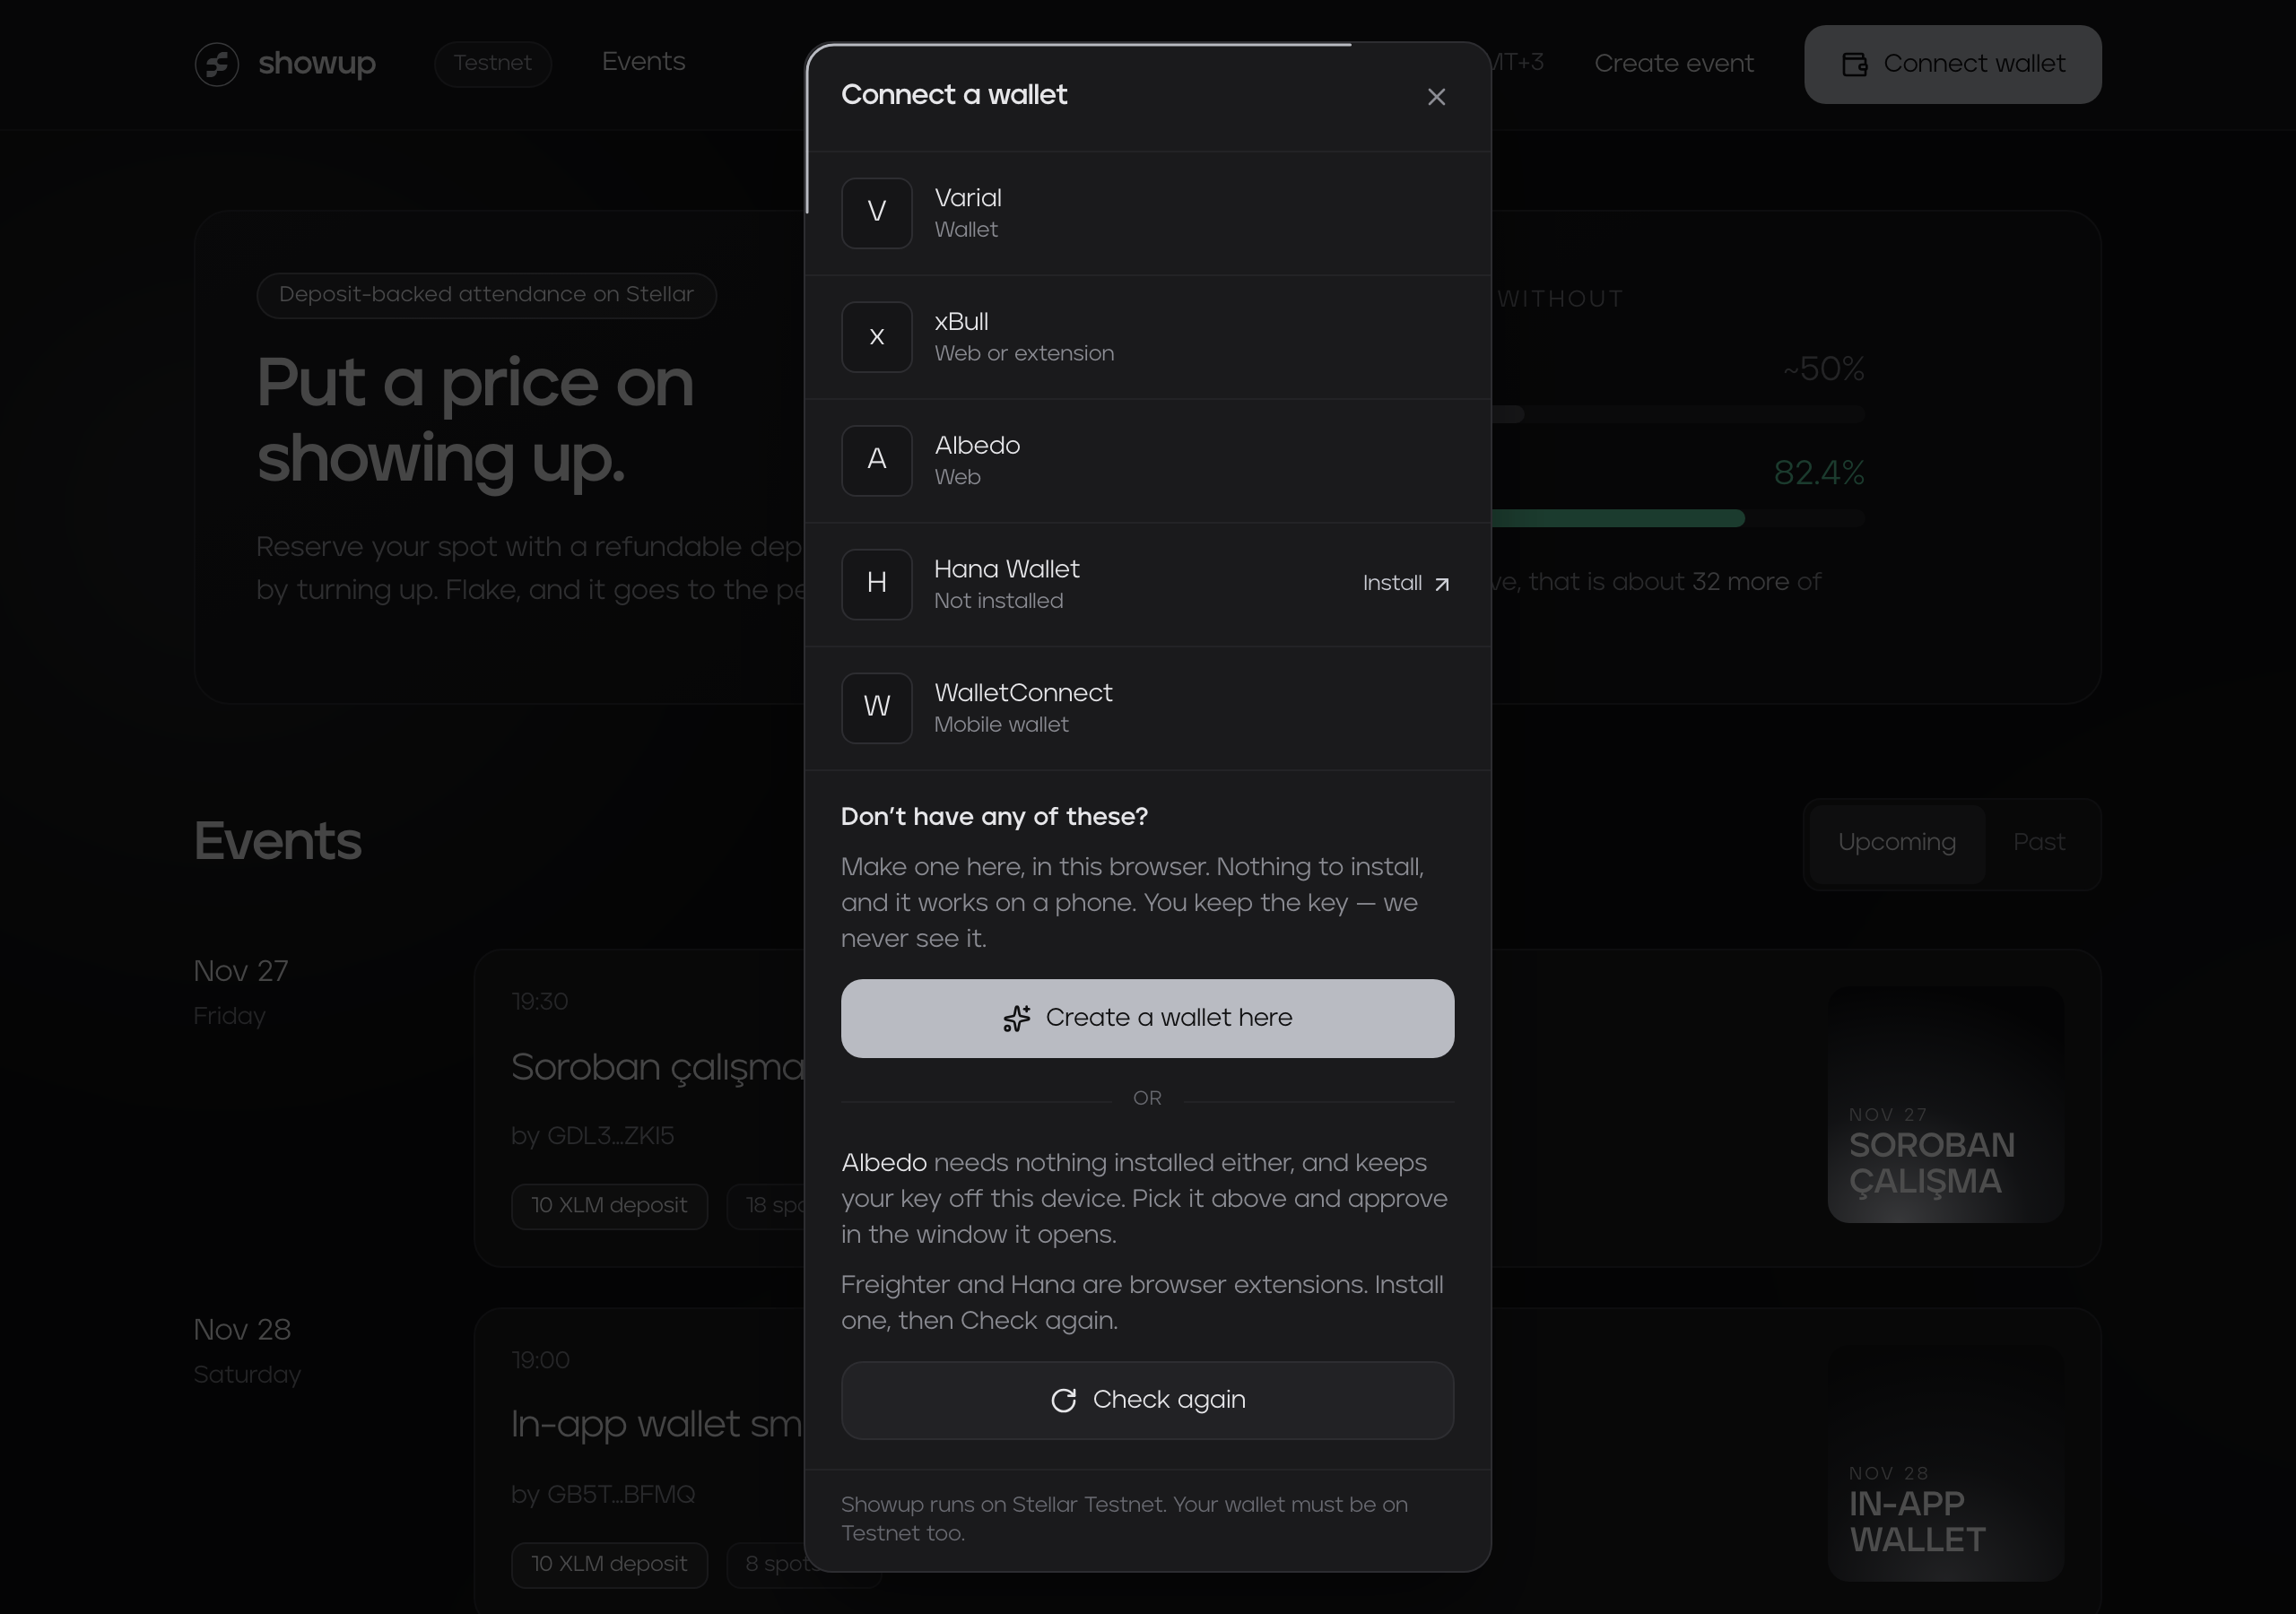 showup
Testnet
Events
MT+3
Create event
Connect wallet
Deposit-backed attendance on Stellar
Put a price on
showing up.
Reserve your spot with a refundable dep
by turning up. Flake, and it goes to the pe
WITHOUT
~50%
82.4%
ve, that is about 32 more of
Connect a wallet
V
Varial
Wallet
x
xBull
Web or extension
A
Albedo
Web
H
Hana Wallet
Not installed
Install
W
WalletConnect
Mobile wallet
Don't have any of these?
Make one here, in this browser. Nothing to install,
and it works on a phone. You keep the key — we
never see it.
Create a wallet here
OR
Albedo needs nothing installed either, and keeps
your key off this device. Pick it above and approve
in the window it opens.
Freighter and Hana are browser extensions. Install
one, then Check again.
Check again
Showup runs on Stellar Testnet. Your wallet must be on
Testnet too.
Events
Upcoming
Past
Nov 27
Friday
19:30
Soroban çalışma
by GDL3...ZKI5
10 XLM deposit
18 spo
NOV 27
SOROBAN
ÇALIŞMA
Nov 28
Saturday
19:00
In-app wallet sm
by GB5T...BFMQ
10 XLM deposit
8 spots
NOV 28
IN-APP
WALLET